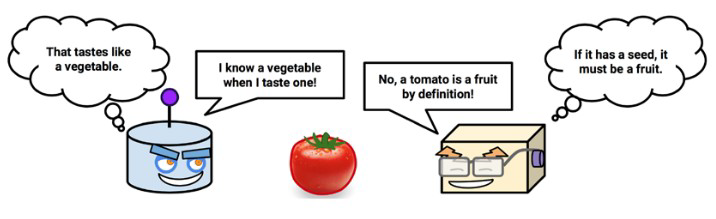 That tastes like
a vegetable.
I know a vegetable
when I taste one!
No, a tomato is a fruit
by definition!
If it has a seed, it
must be a fruit.